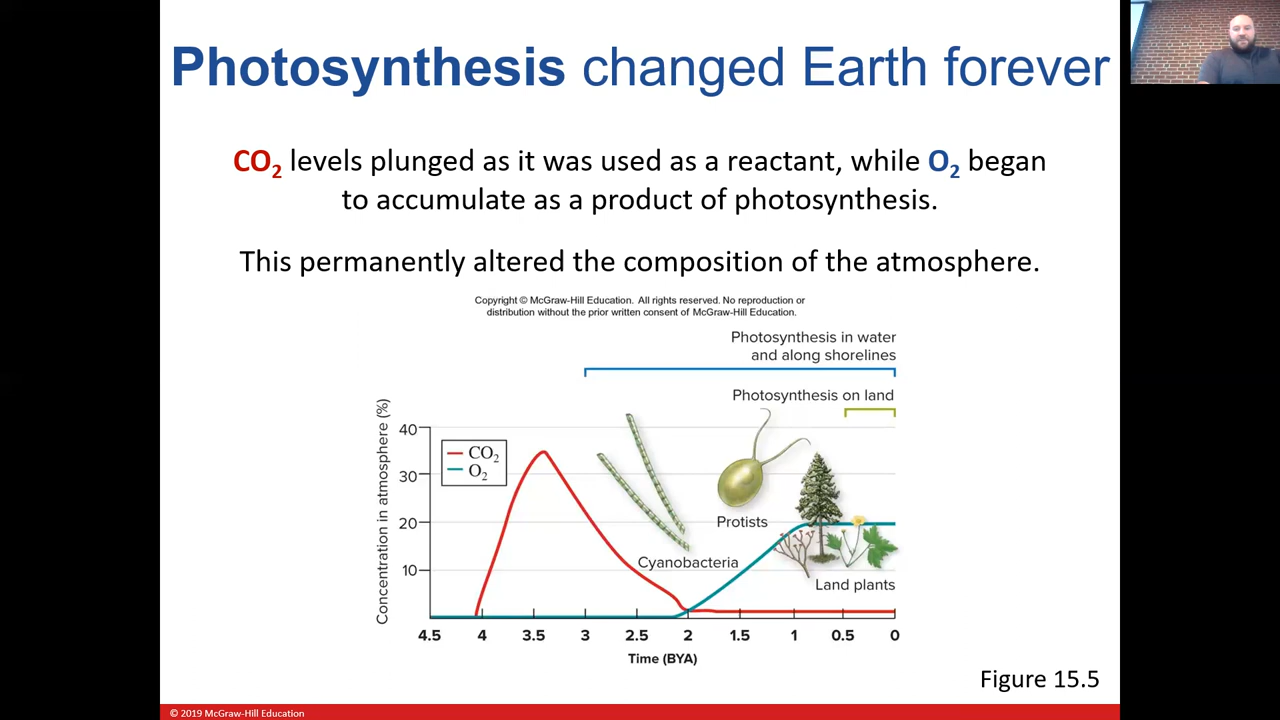 Photosynthesis changed Earth forever
CO₂ levels plunged as it was used as a reactant, while O₂ began
to accumulate as a product of photosynthesis.
This permanently altered the composition of the atmosphere.
Copyright © McGraw-Hill Education. All rights reserved. No reproduction or
distribution without the prior written consent of McGraw-Hill Education.
Photosynthesis in water
and along shorelines
Photosynthesis on land
Concentration in atmosphere (%)
40
30
20
10
CO₂
O₂
Protists
Cyanobacteria
Land plants
4.5 4 3.5 3 2.5 2 1.5 1 0.5 0
Time (BYA)
Figure 15.5
© 2019 McGraw-Hill Education